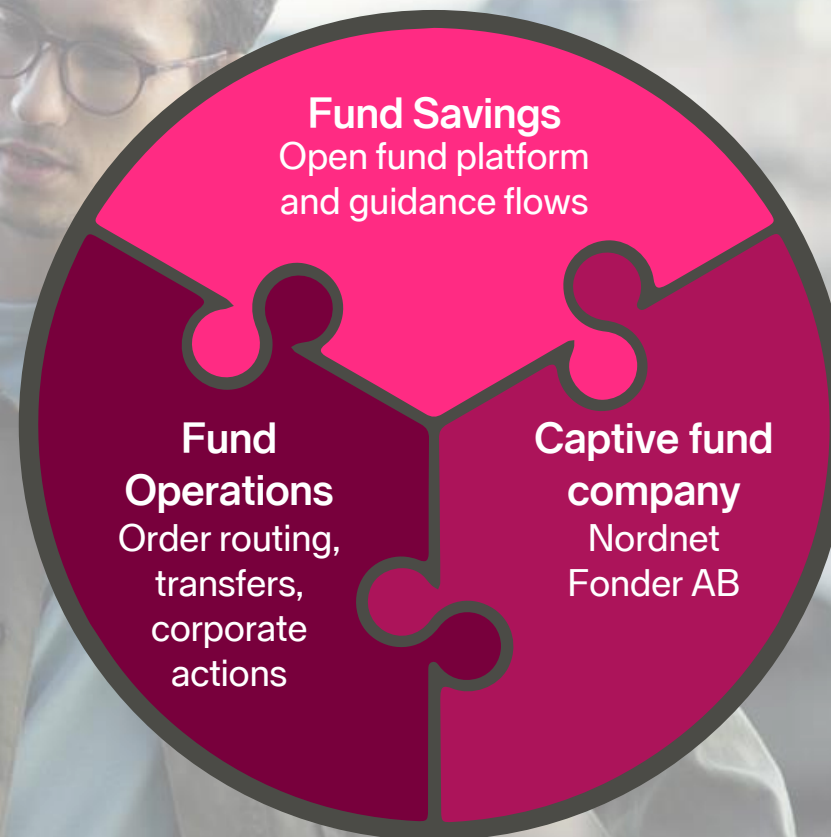 Fund Savings
Open fund platform
and guidance flows
Fund
Operations
Order routing,
transfers,
corporate
actions
Captive fund
company
Nordnet
Fonder AB